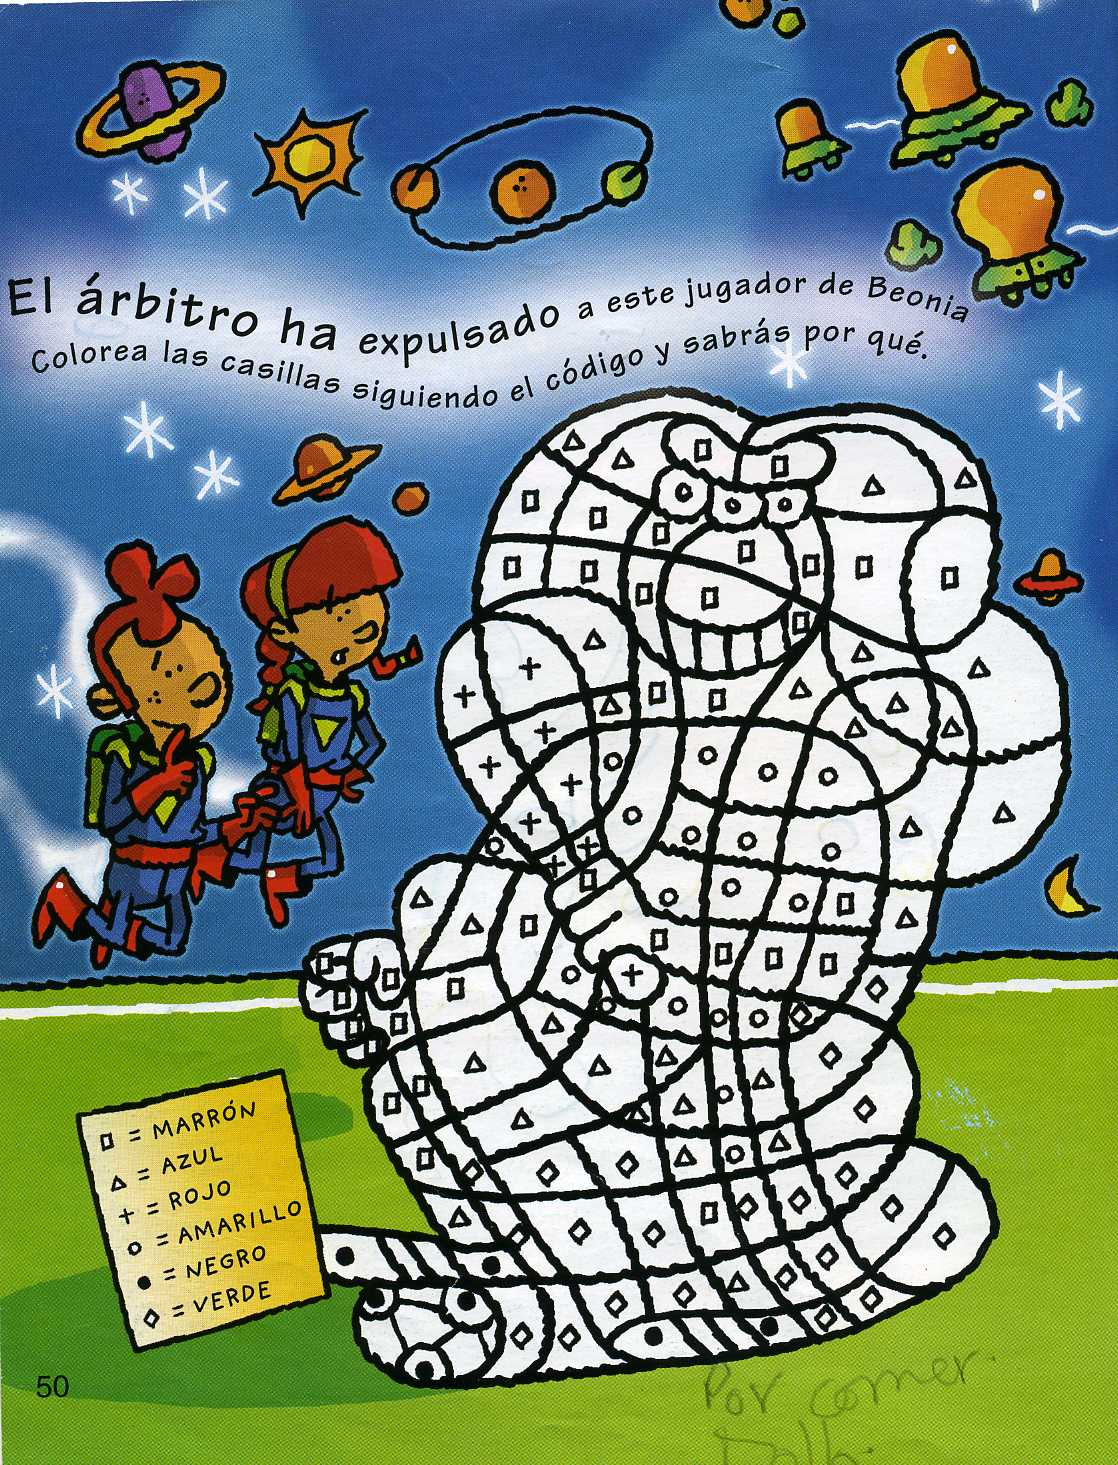 El árbitro ha expulsado a este jugador de Beonia
Colorea las casillas siguiendo el código y sabrás por qué.
= MARRÓN
= AZUL
= ROJO
= AMARILLO
= NEGRO
= VERDE
50
Por comer